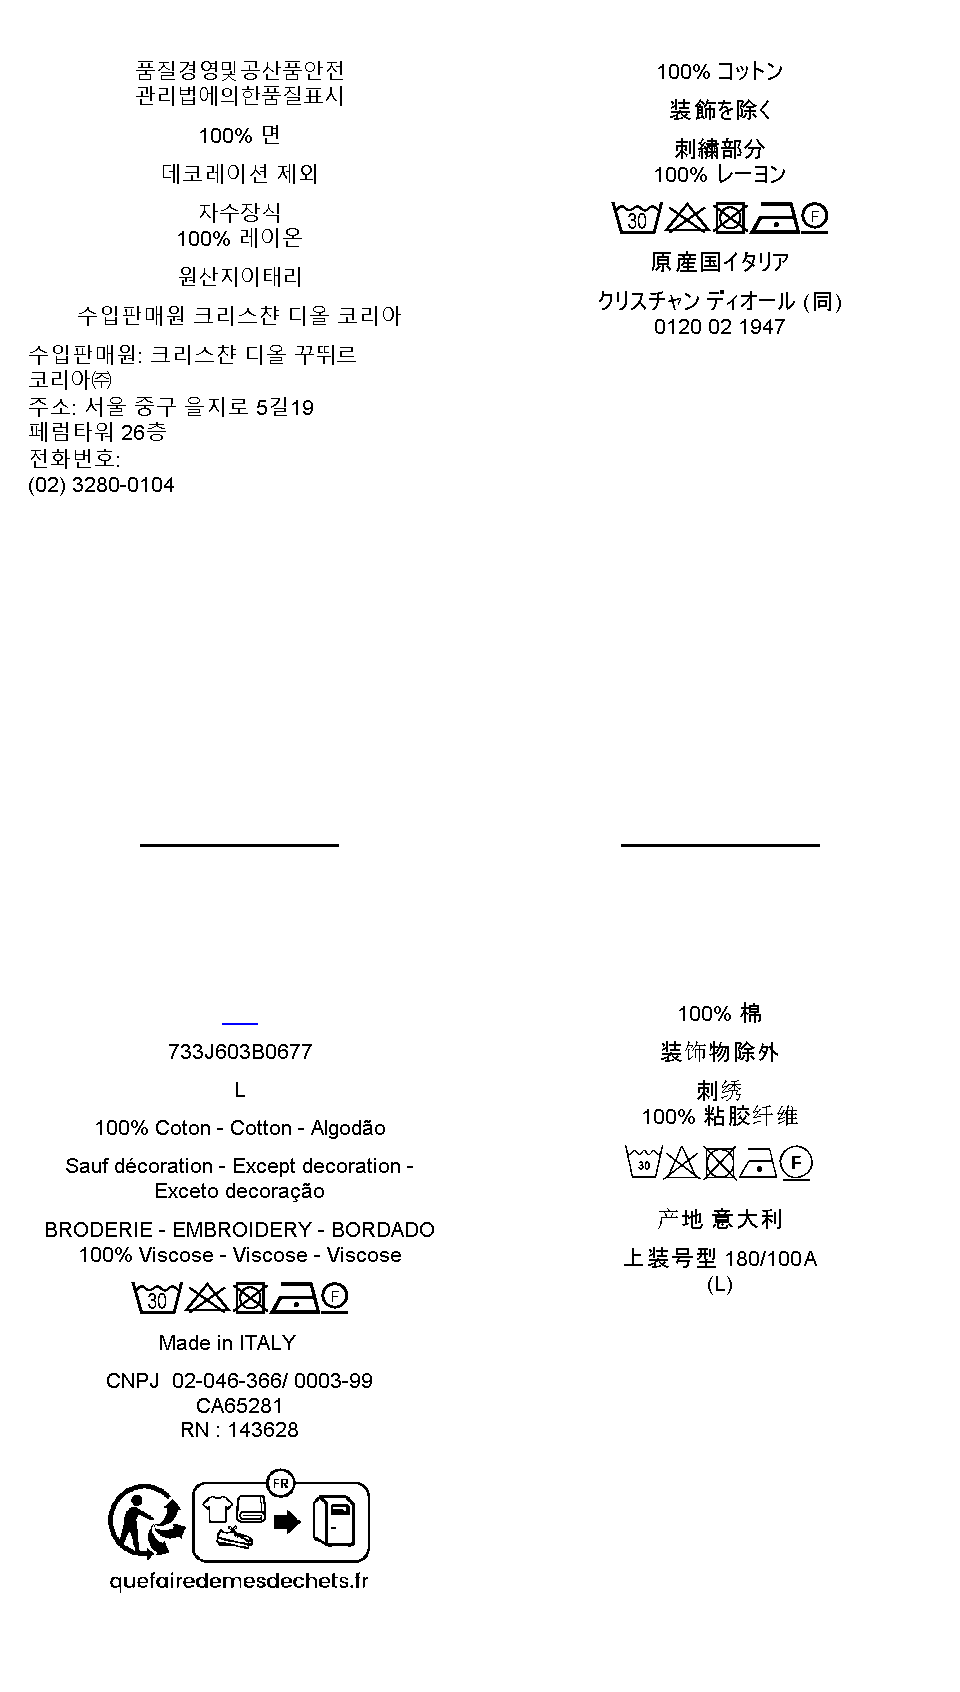 품질경영및공산품안전
관리법에의한품질표시
100% 면
데코레이션 제외
자수장식
100% 레이온
원산지이태리
수입판매원 크리스챤 디올 코리아
수입판매원: 크리스챤 디올 꾸뛰르
코리아㈜
주소: 서울 중구 을지로 5길19
페럼타워 26층
전화번호:
(02) 3280-0104
100% コットン
装飾を除く
刺繍部分
100% レーヨン
30
F
原産国イタリア
クリスチャン ディオール (同)
0120 02 1947
733J603B0677
L
100% Coton - Cotton - Algodão
Sauf décoration - Except decoration -
Exceto decoração
BRODERIE - EMBROIDERY - BORDADO
100% Viscose - Viscose - Viscose
30
F
Made in ITALY
CNPJ  02-046-366/ 0003-99
CA65281
RN : 143628
FR
quefairedemesdechets.fr
100% 棉
装饰物除外
刺绣
100% 粘胶纤维
30
F
产地 意大利
上装号型 180/100A
(L)